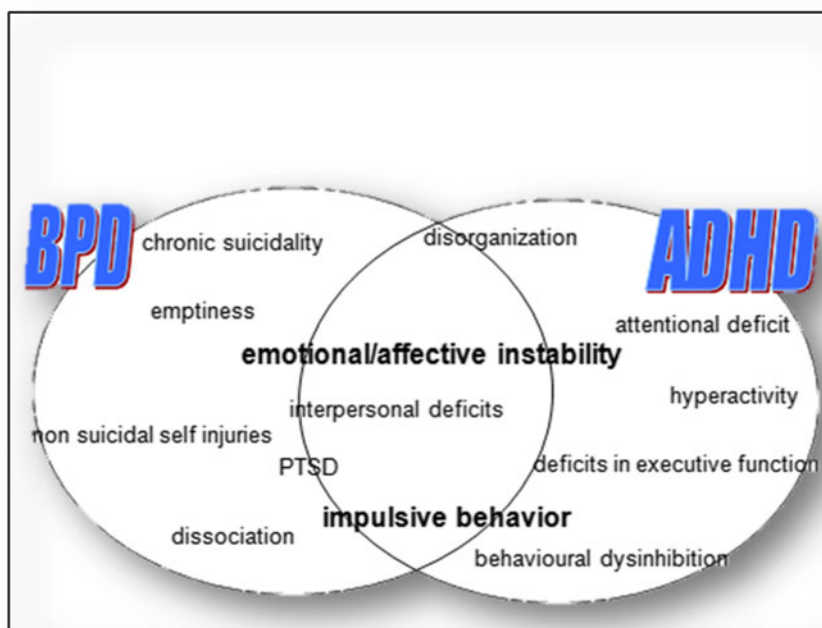 BPD
ADHD
chronic suicidality
disorganization
emptiness
attentional deficit
emotional/affective instability
hyperactivity
interpersonal deficits
non suicidal self injuries
PTSD
deficits in executive function
impulsive behavior
dissociation
behavioural dysinhibition